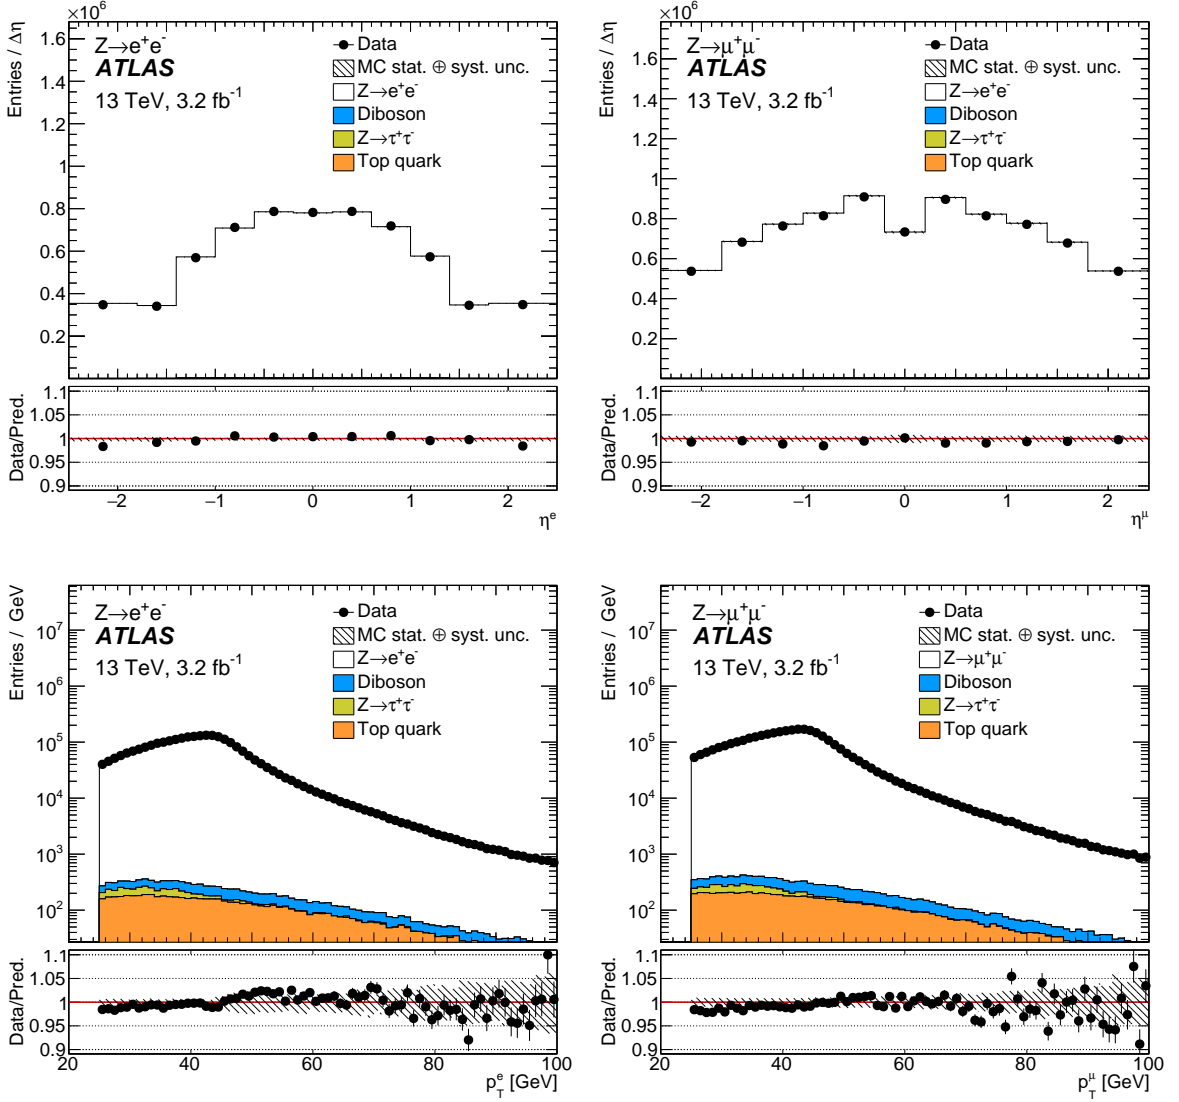 ×10⁶
Entries / Δη
1.6
1.4
1.2
1
0.8
0.6
0.4
0.2
Z→e⁺e⁻
ATLAS
13 TeV, 3.2 fb⁻¹
Data
MC stat. ⊕ syst. unc.
Z→e⁺e⁻
Diboson
Z→τ⁺τ⁻
Top quark
Data/Pred.
1.1
1.05
1
0.95
0.9
−2 −1 0 1 2
ηᵉ
×10⁶
Entries / Δη
1.6
1.4
1.2
1
0.8
0.6
0.4
0.2
Z→μ⁺μ⁻
ATLAS
13 TeV, 3.2 fb⁻¹
Data
MC stat. ⊕ syst. unc.
Z→e⁺e⁻
Diboson
Z→τ⁺τ⁻
Top quark
Data/Pred.
1.1
1.05
1
0.95
0.9
−2 −1 0 1 2
η^μ
Entries / GeV
10⁷
10⁶
10⁵
10⁴
10³
10²
Z→e⁺e⁻
ATLAS
13 TeV, 3.2 fb⁻¹
Data
MC stat. ⊕ syst. unc.
Z→e⁺e⁻
Diboson
Z→τ⁺τ⁻
Top quark
Data/Pred.
1.1
1.05
1
0.95
0.9
20 40 60 80 100
p_T^e [GeV]
Entries / GeV
10⁷
10⁶
10⁵
10⁴
10³
10²
Z→μ⁺μ⁻
ATLAS
13 TeV, 3.2 fb⁻¹
Data
MC stat. ⊕ syst. unc.
Z→μ⁺μ⁻
Diboson
Z→τ⁺τ⁻
Top quark
Data/Pred.
1.1
1.05
1
0.95
0.9
20 40 60 80 100
p_T^μ [GeV]